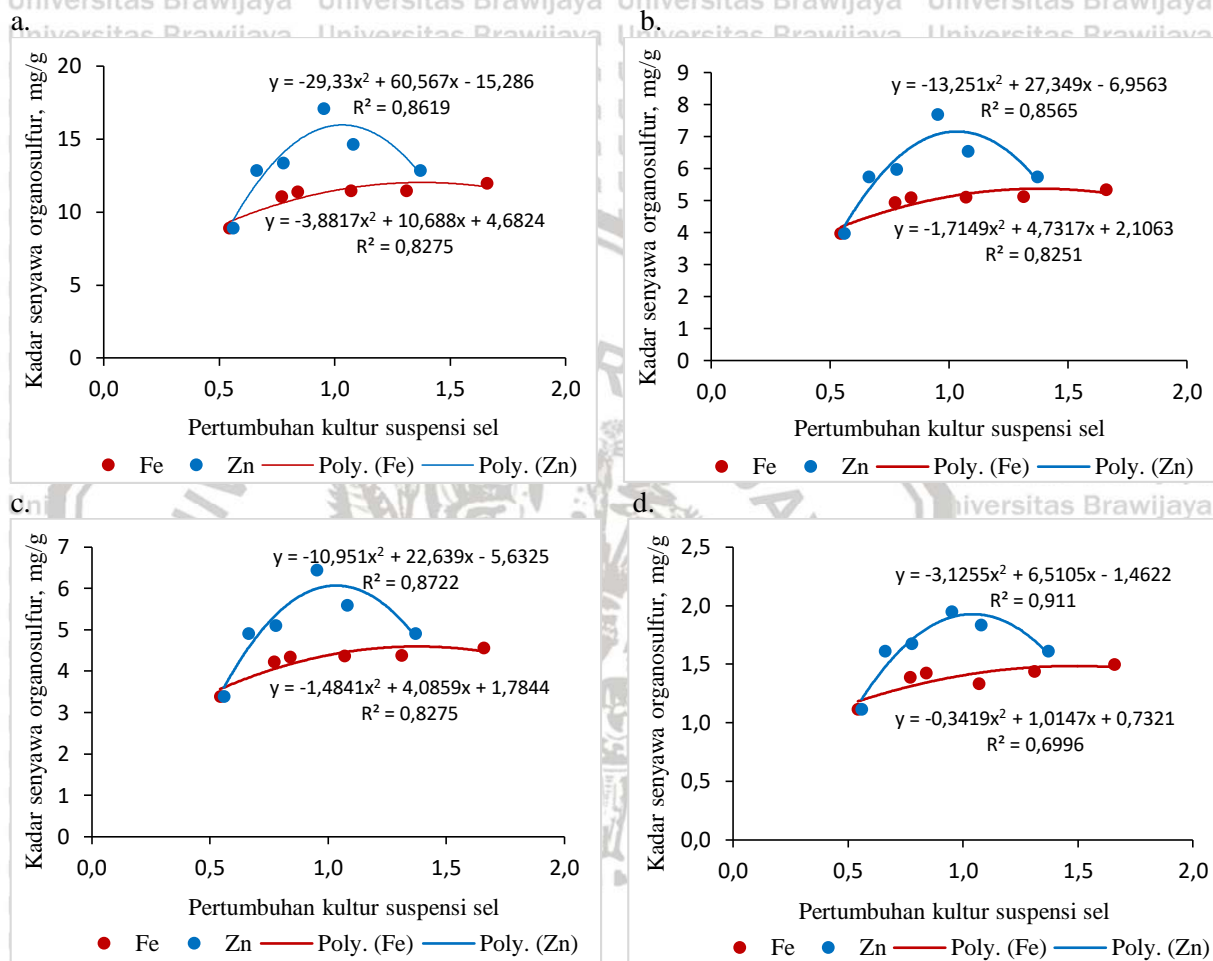 Universitas Brawijaya Universitas Brawijaya Universitas Brawijaya Universitas Brawijaya
a.
b.
Universitas Brawijaya Universitas Brawijaya Universitas Brawijaya Universitas Brawijaya
Kadar senyawa organosulfur, mg/g
20
15
10
5
0
y = -29,33x² + 60,567x - 15,286
R² = 0,8619
y = -3,8817x² + 10,688x + 4,6824
R² = 0,8275
0,0 0,5 1,0 1,5 2,0
Pertumbuhan kultur suspensi sel
Fe Zn Poly. (Fe) Poly. (Zn)
Kadar senyawa organosulfur, mg/g
9
8
7
6
5
4
3
2
1
0
y = -13,251x² + 27,349x - 6,9563
R² = 0,8565
y = -1,7149x² + 4,7317x + 2,1063
R² = 0,8251
0,0 0,5 1,0 1,5 2,0
Pertumbuhan kultur suspensi sel
Fe Zn Poly. (Fe) Poly. (Zn)
c.
d.
Universitas Brawijaya
Kadar senyawa organosulfur, mg/g
7
6
5
4
3
2
1
0
y = -10,951x² + 22,639x - 5,6325
R² = 0,8722
y = -1,4841x² + 4,0859x + 1,7844
R² = 0,8275
0,0 0,5 1,0 1,5 2,0
Pertumbuhan kultur suspensi sel
Fe Zn Poly. (Fe) Poly. (Zn)
Kadar senyawa organosulfur, mg/g
2,5
2,0
1,5
1,0
0,5
0,0
y = -3,1255x² + 6,5105x - 1,4622
R² = 0,911
y = -0,3419x² + 1,0147x + 0,7321
R² = 0,6996
0,0 0,5 1,0 1,5 2,0
Pertumbuhan kultur suspensi sel
Fe Zn Poly. (Fe) Poly. (Zn)